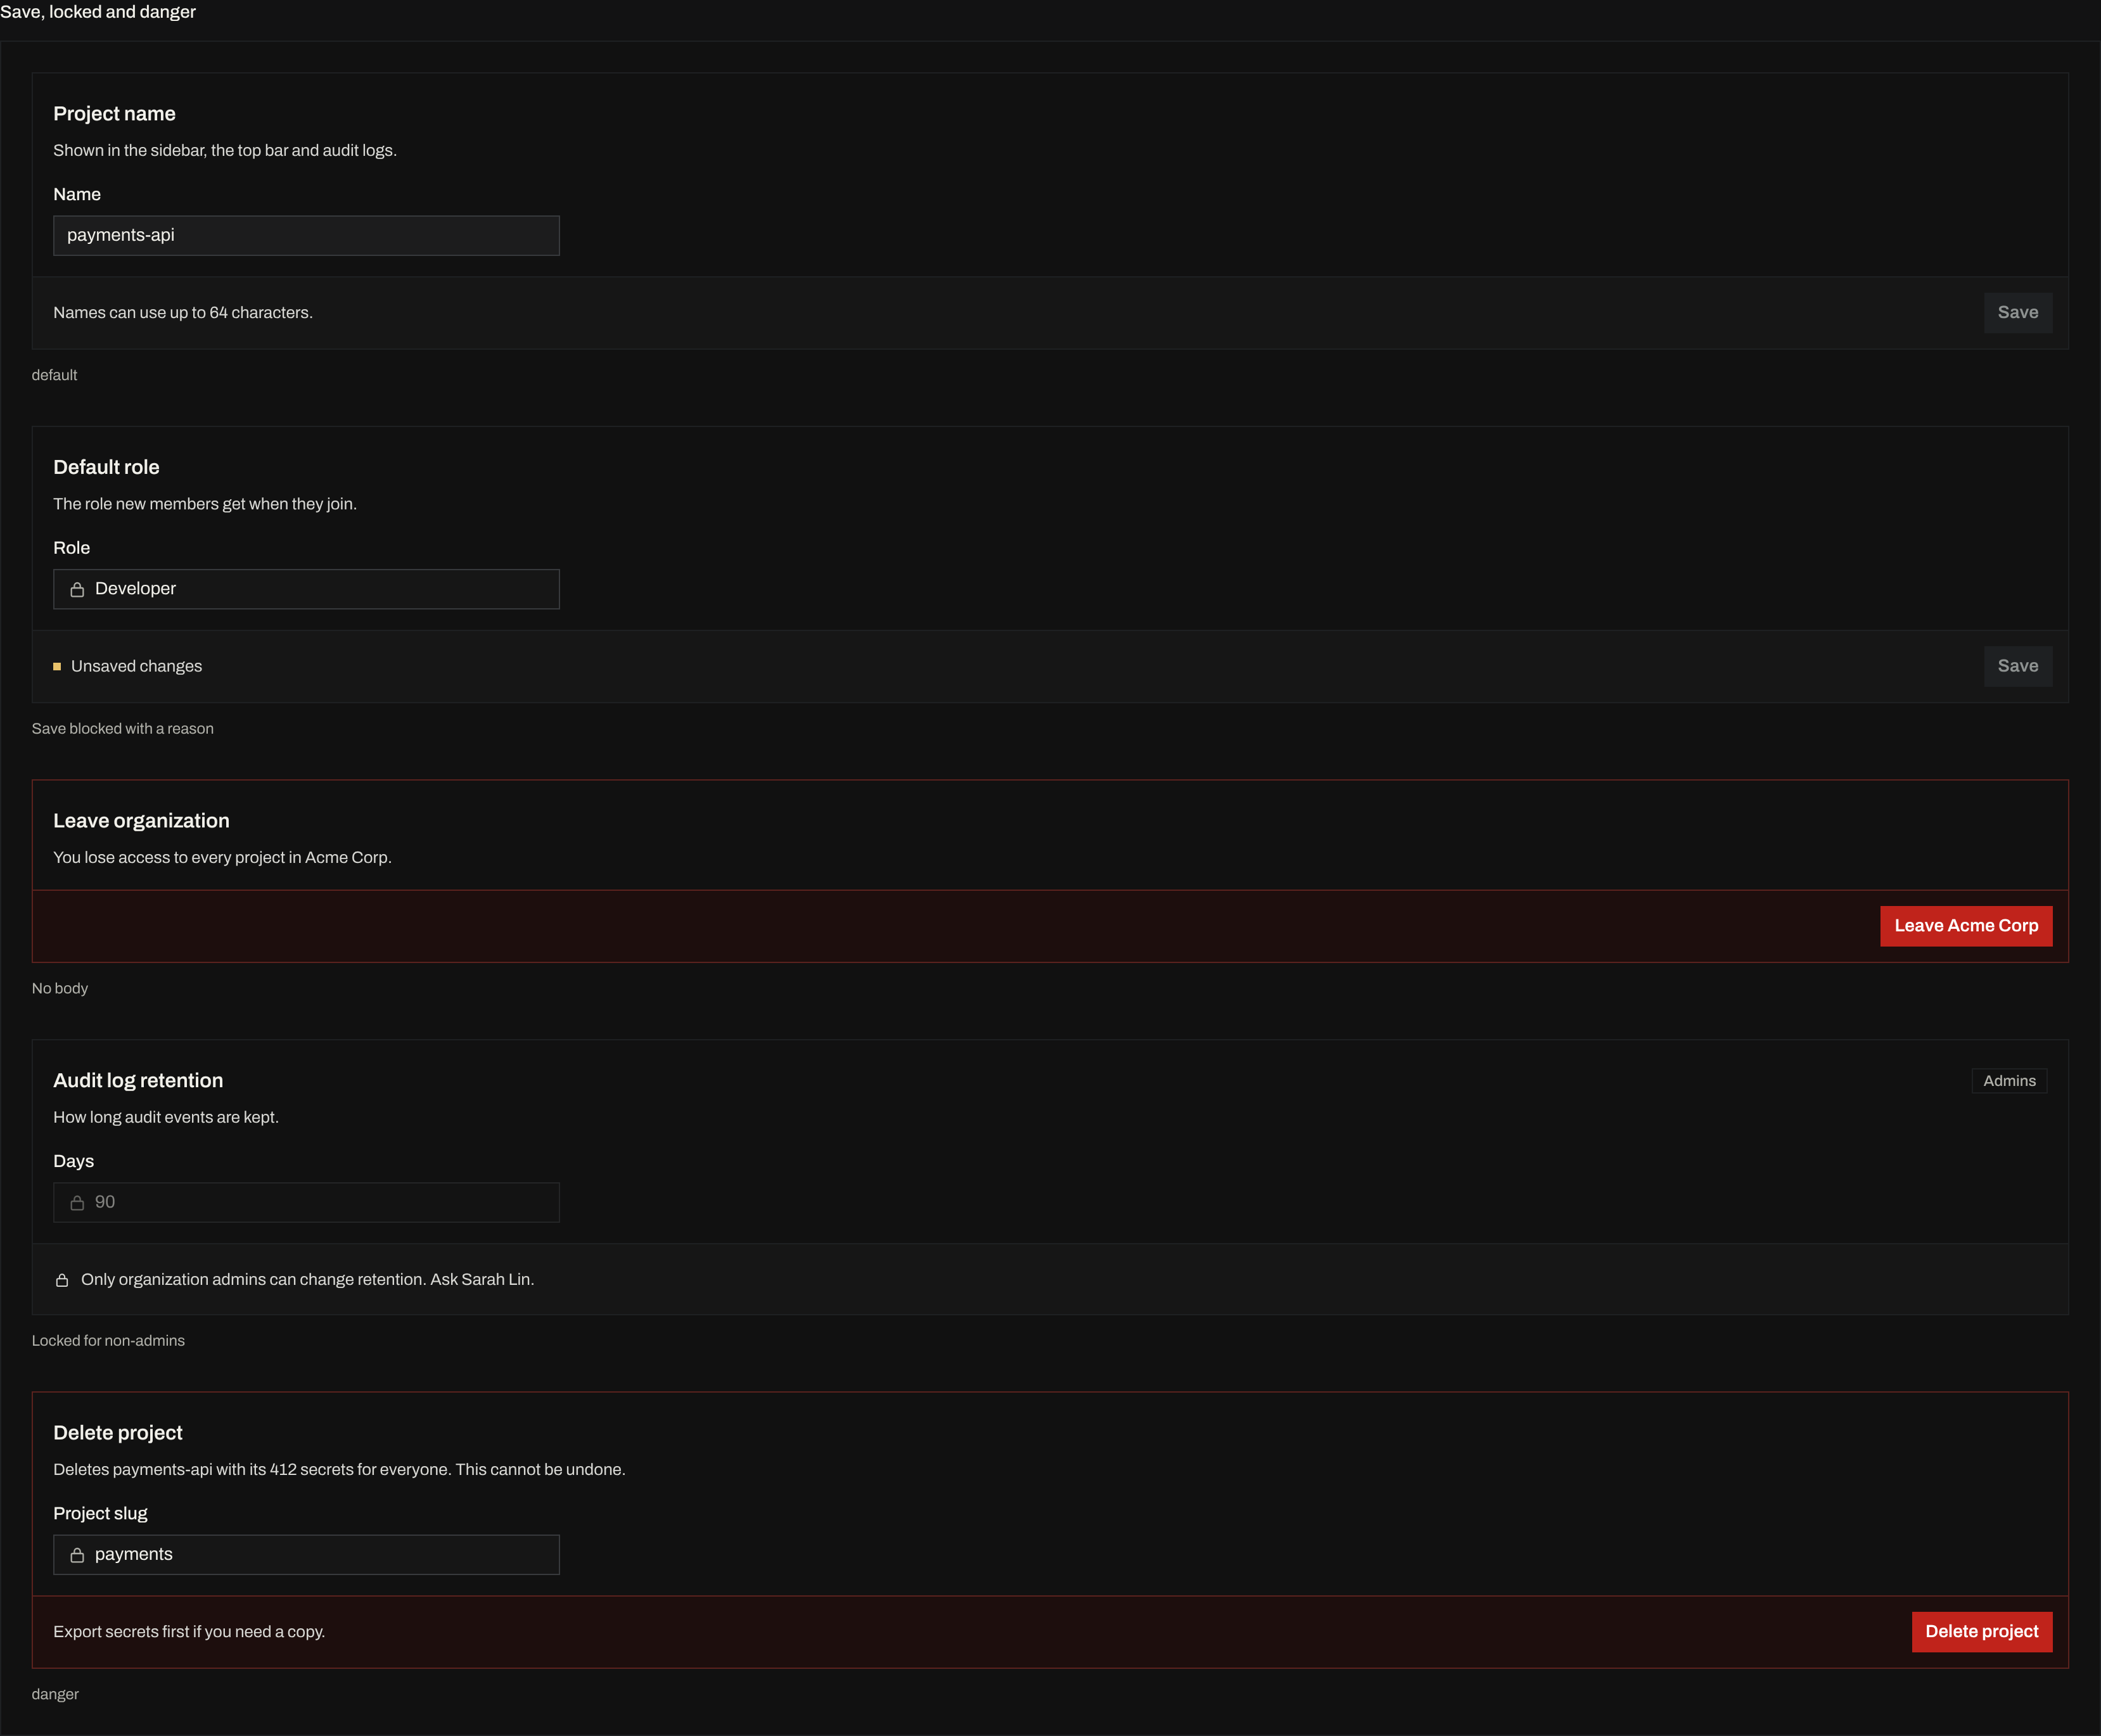 Save, locked and danger
Project name
Shown in the sidebar, the top bar and audit logs.
Name
payments-api
Names can use up to 64 characters.
Save
default
Default role
The role new members get when they join.
Role
Developer
Unsaved changes
Save
Save blocked with a reason
Leave organization
You lose access to every project in Acme Corp.
Leave Acme Corp
No body
Audit log retention
Admins
How long audit events are kept.
Days
90
Only organization admins can change retention. Ask Sarah Lin.
Locked for non-admins
Delete project
Deletes payments-api with its 412 secrets for everyone. This cannot be undone.
Project slug
payments
Export secrets first if you need a copy.
Delete project
danger